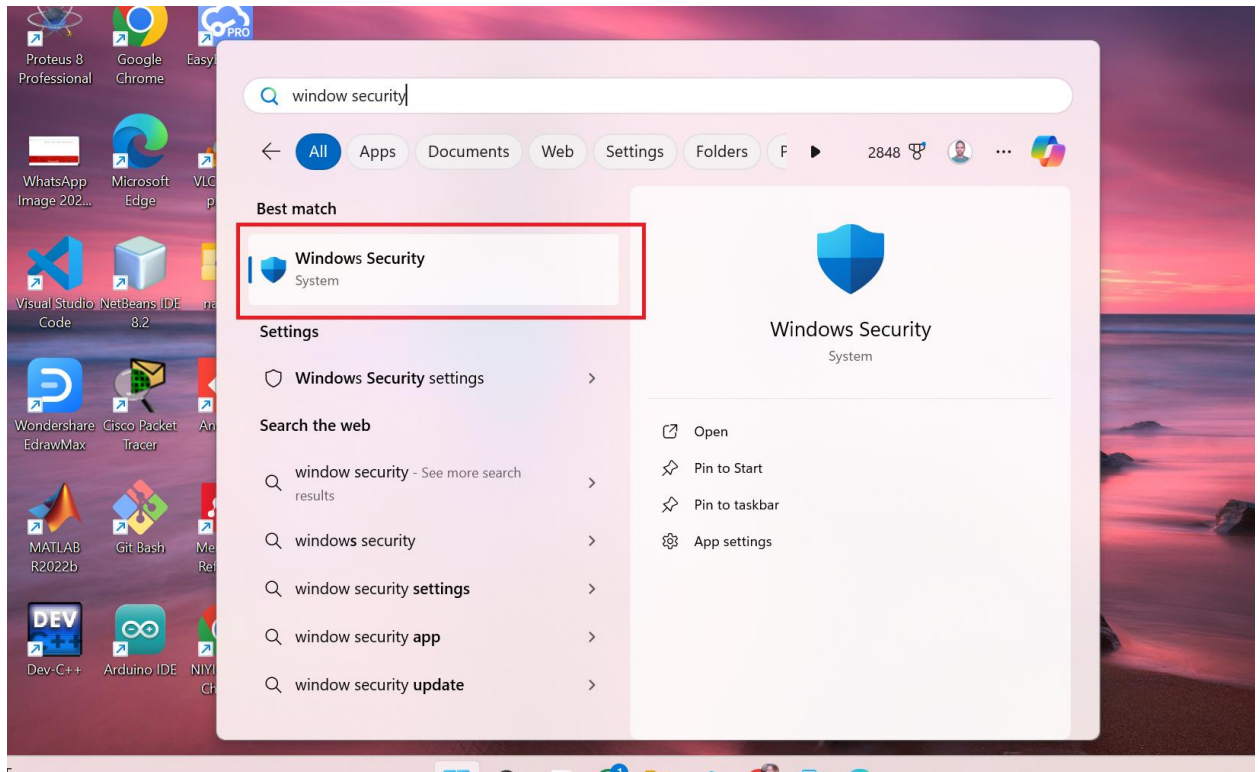 Proteus 8
Professional
Google
Chrome
PRO
window security
All
Apps
Documents
Web
Settings
Folders
2848
WhatsApp
Image 202...
Microsoft
Edge
Best match
Windows Security
System
Windows Security
System
Visual Studio
Code
NetBeans IDE
8.2
Settings
Windows Security settings
Search the web
Wondershare
EdrawMax
Cisco Packet
Tracer
window security - See more search
results
windows security
window security settings
window security app
window security update
Open
Pin to Start
Pin to taskbar
App settings
MATLAB
R2022b
Git Bash
DEV
C++
Dev-C++
Arduino IDE
1